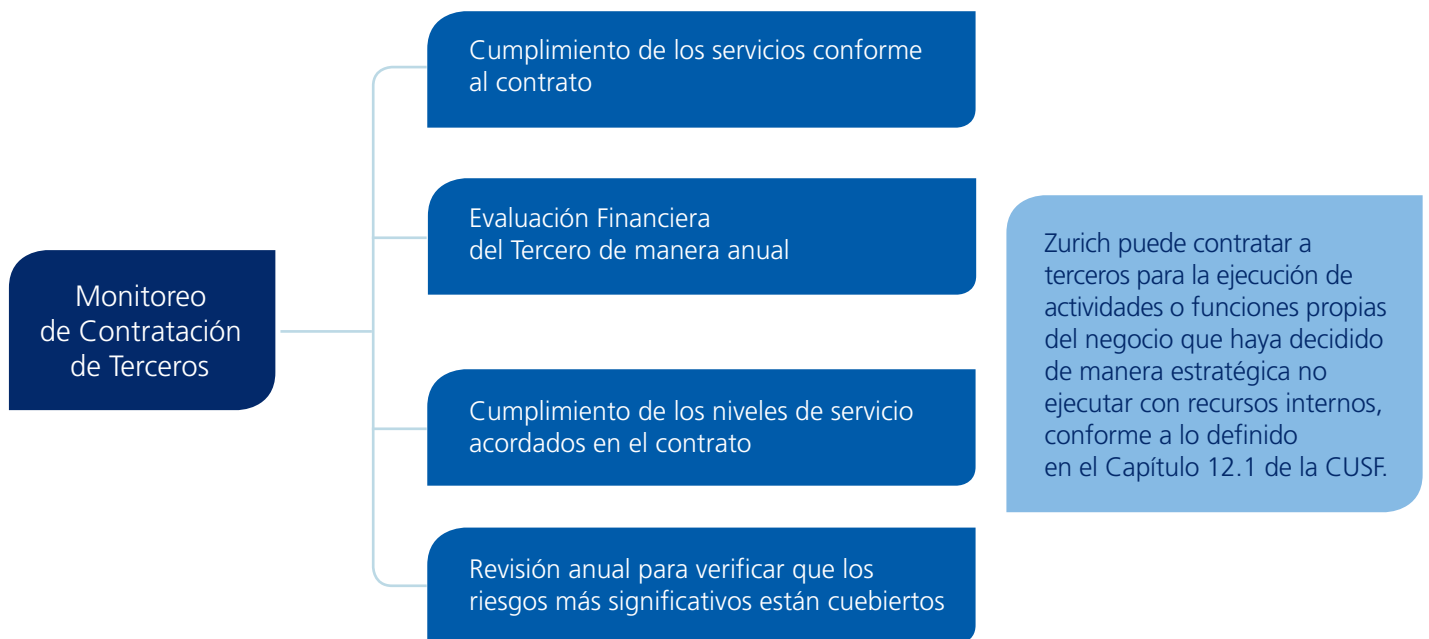 Monitoreo
de Contratación
de Terceros
Cumplimiento de los servicios conforme
al contrato
Evaluación Financiera
del Tercero de manera anual
Cumplimiento de los niveles de servicio
acordados en el contrato
Revisión anual para verificar que los
riesgos más significativos están cuebiertos
Zurich puede contratar a
terceros para la ejecución de
actividades o funciones propias
del negocio que haya decidido
de manera estratégica no
ejecutar con recursos internos,
conforme a lo definido
en el Capítulo 12.1 de la CUSF.